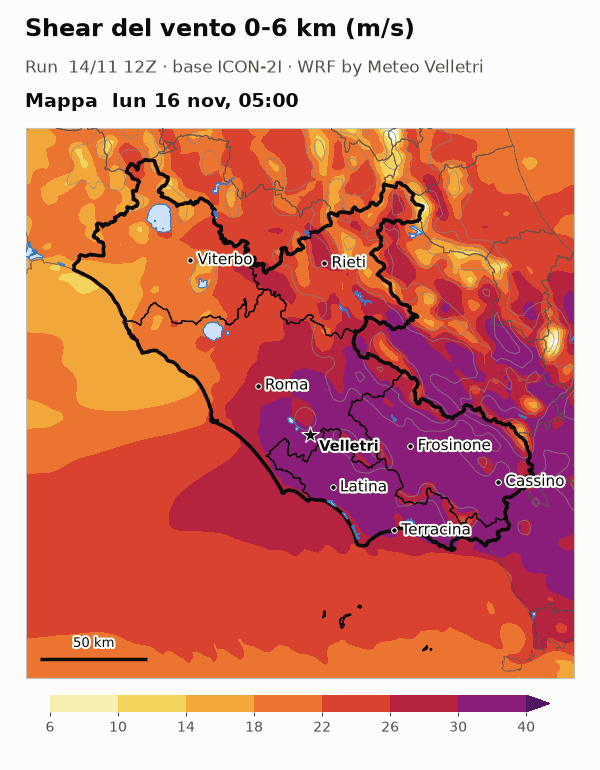 Shear del vento 0-6 km (m/s)
Run  14/11 12Z · base ICON-2I · WRF by Meteo Velletri
Mappa  lun 16 nov, 05:00
Viterbo
Rieti
Roma
Velletri
Frosinone
Latina
Cassino
Terracina
50 km
6 10 14 18 22 26 30 40